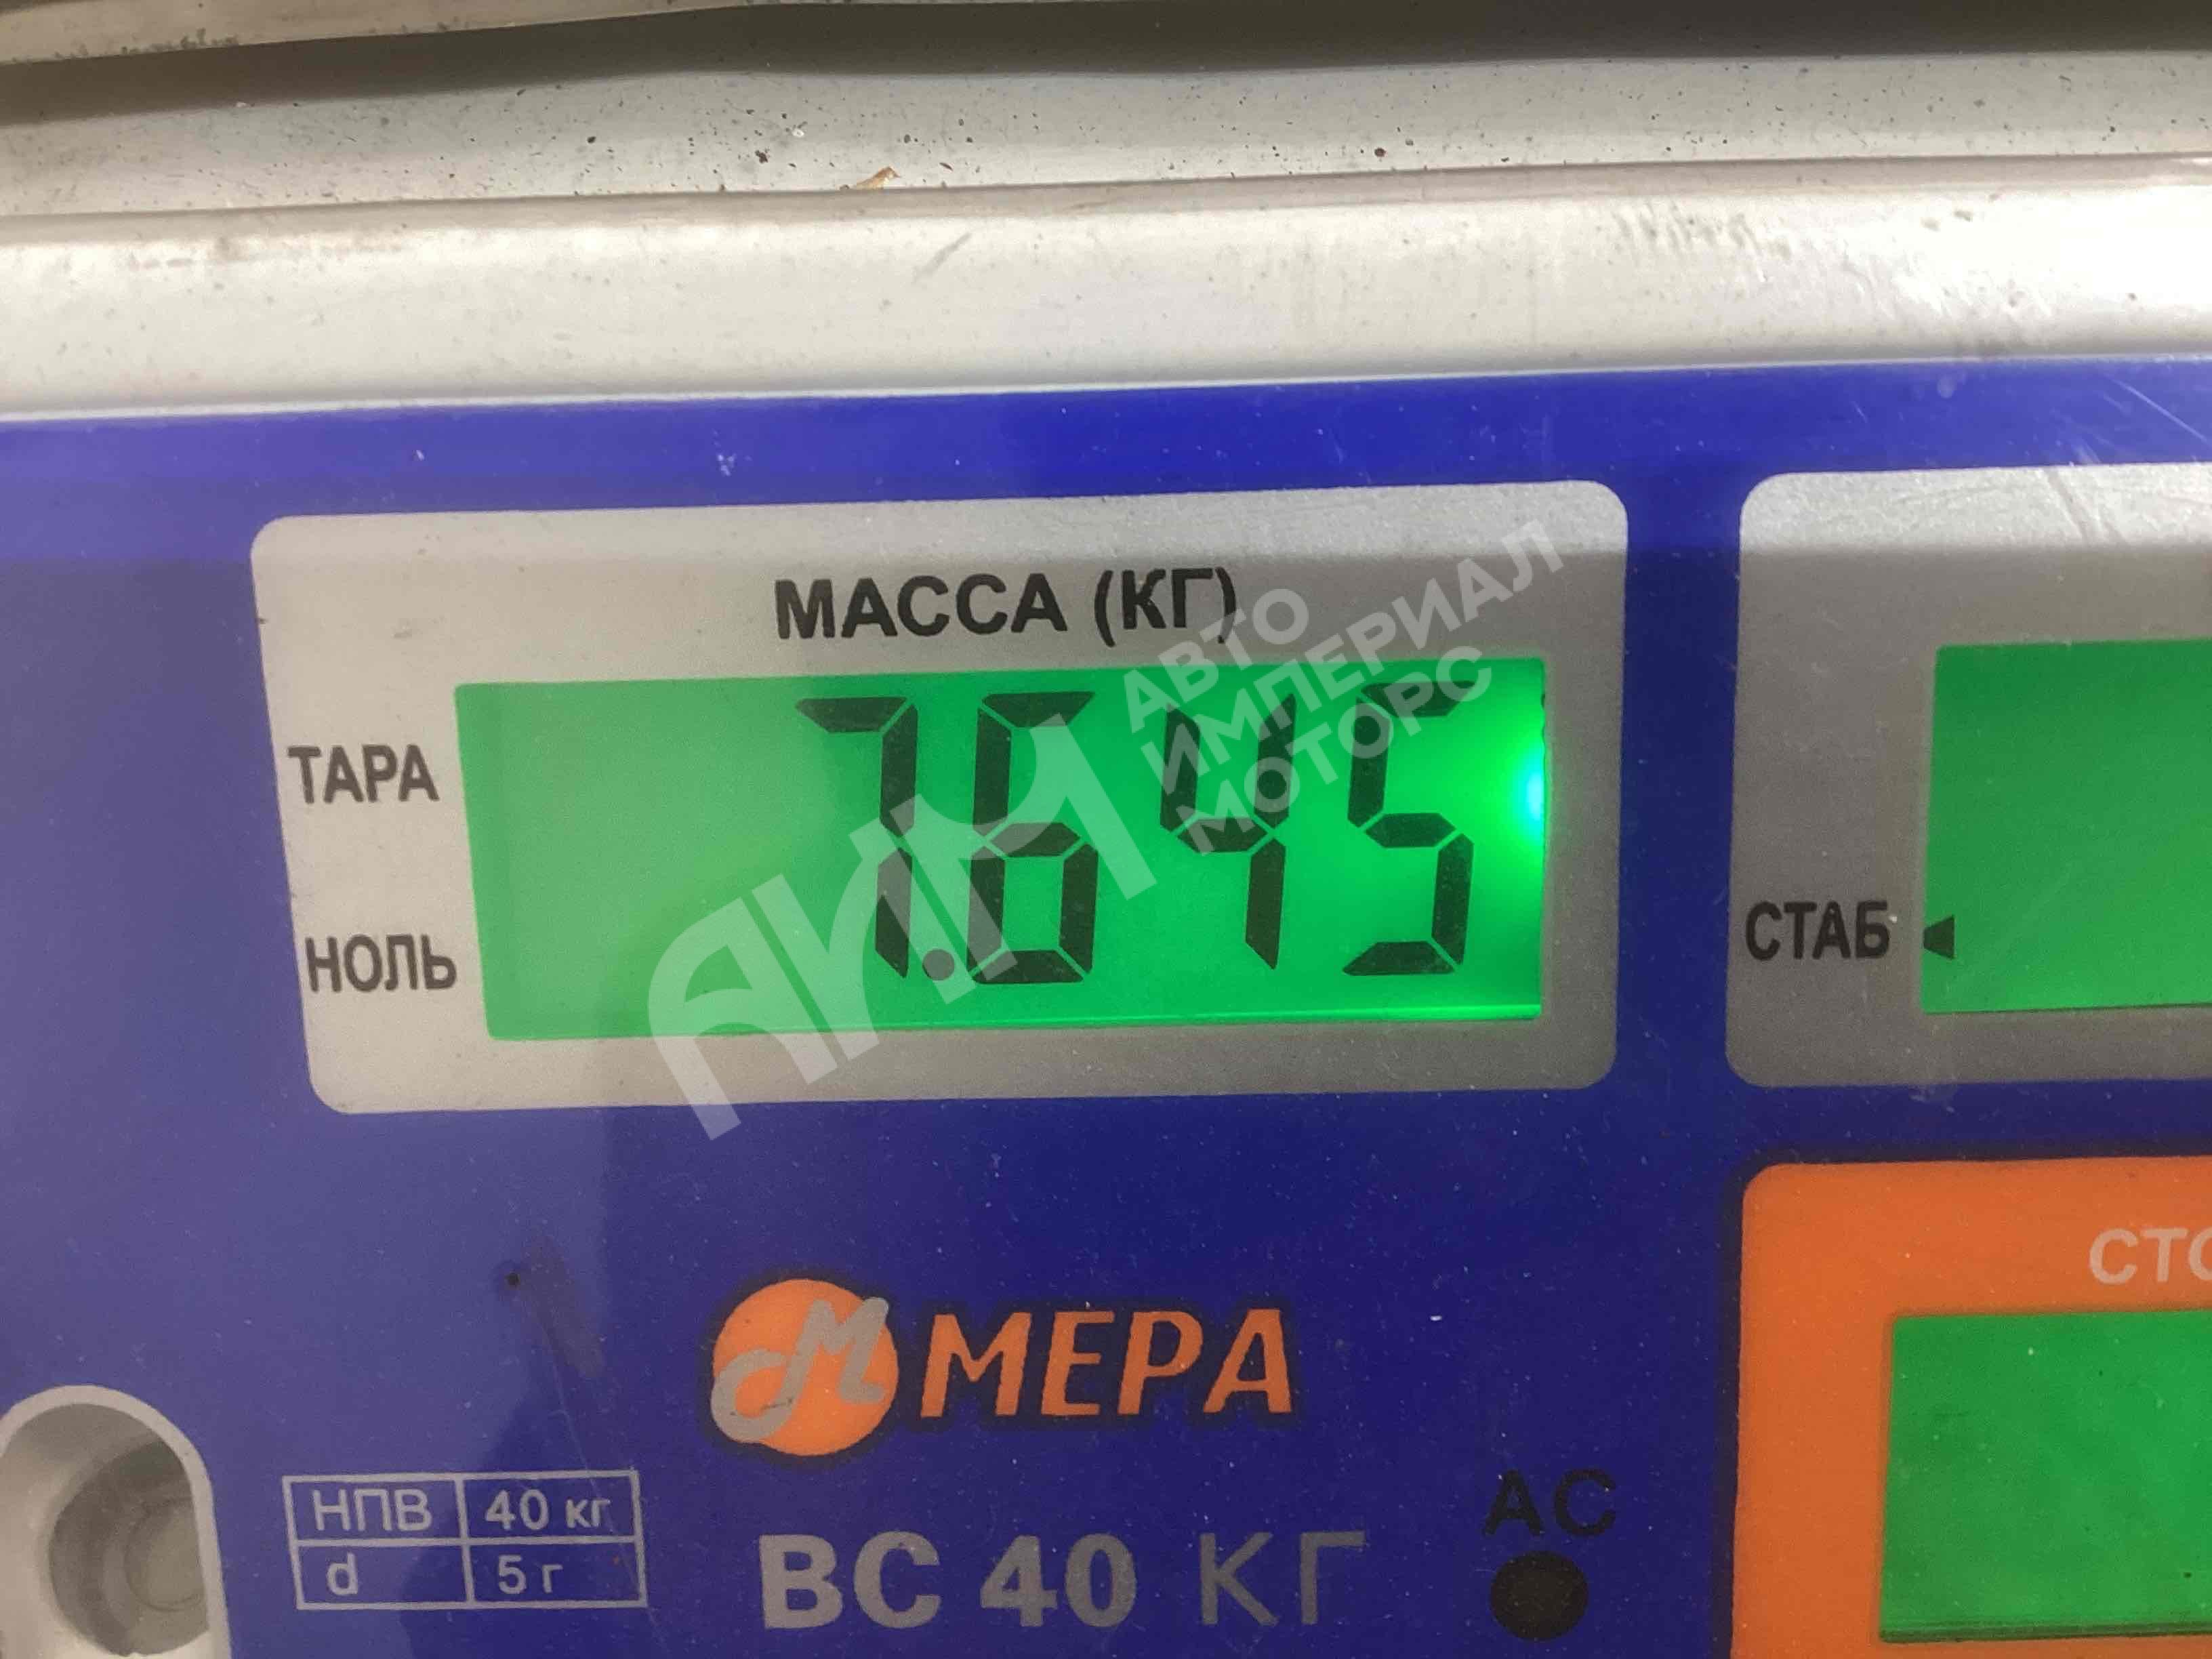 МАССА (КГ)
ТАРА
7.645
НОЛЬ
СТАБ
АИМ
АВТО
ИМПЕРИАЛ
МОТОРС
м МЕРА
НПВ 40 кг
d 5 г
ВС 40 КГ
АС